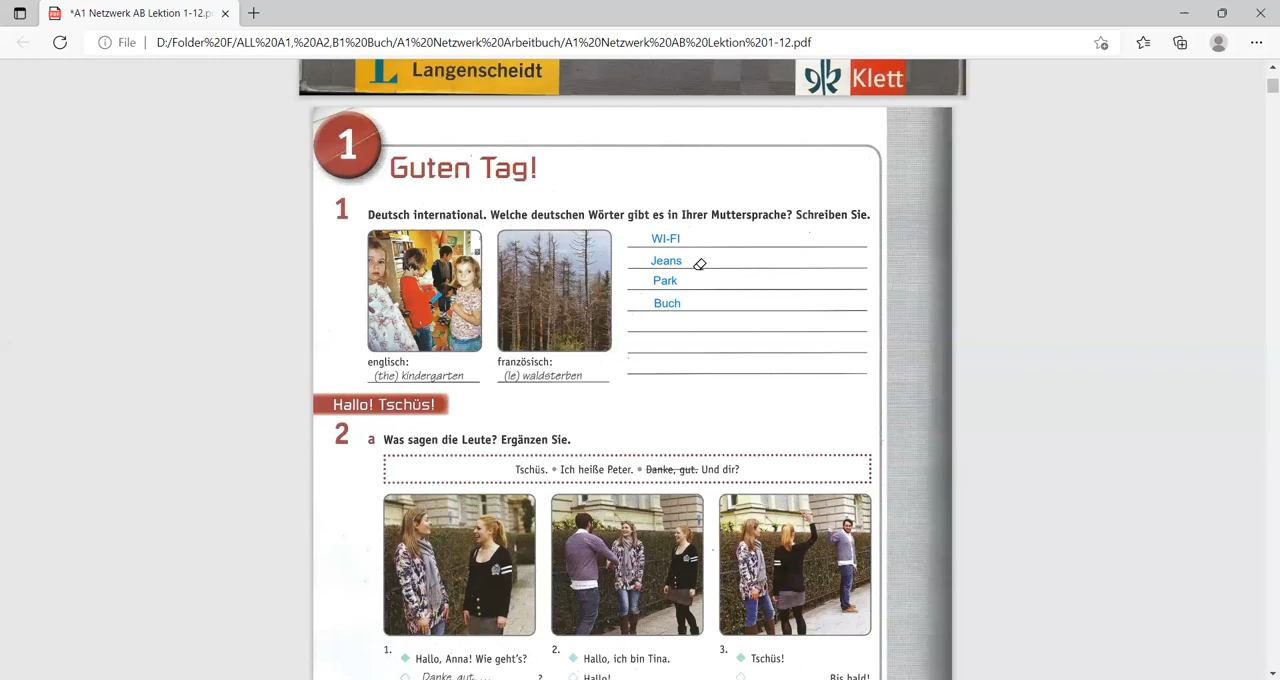 *A1 Netzwerk AB Lektion 1-12.p
File
D:/Folder%20F/ALL%20A1,%20A2,B1%20Buch/A1%20Netzwerk%20Arbeitbuch/A1%20Netzwerk%20AB%20Lektion%201-12.pdf
L Langenscheidt
Klett
1
Guten Tag!
1 Deutsch international. Welche deutschen Wörter gibt es in Ihrer Muttersprache? Schreiben Sie.
WI-FI
Jeans
Park
Buch
englisch:
(the) kindergarten
französisch:
(le) waldsterben
Hallo! Tschüs!
2 a Was sagen die Leute? Ergänzen Sie.
Tschüs. • Ich heiße Peter. • Danke, gut. Und dir?
1.
Hallo, Anna! Wie geht's?
Danke, gut. ?
2.
Hallo, ich bin Tina.
Hallo!
3.
Tschüs!
Bis bald!